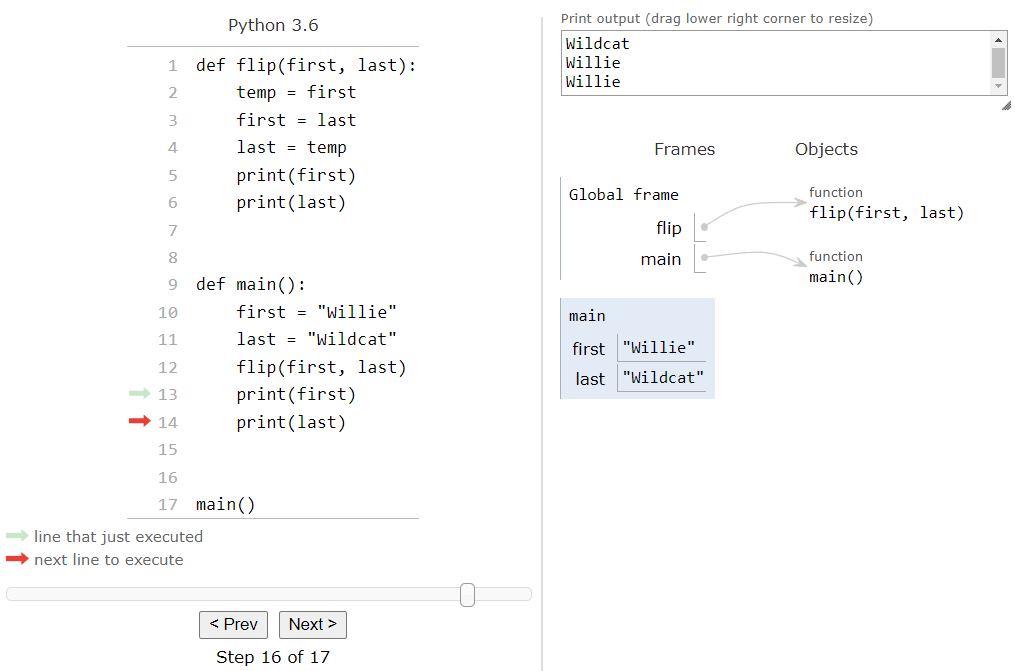 Python 3.6
1 def flip(first, last):
2     temp = first
3     first = last
4     last = temp
5     print(first)
6     print(last)
7
8
9 def main():
10     first = "Willie"
11     last = "Wildcat"
12     flip(first, last)
13     print(first)
14     print(last)
15
16
17 main()
line that just executed
next line to execute
< Prev Next >
Step 16 of 17
Print output (drag lower right corner to resize)
Wildcat
Willie
Willie
Frames Objects
Global frame
flip
main
function
flip(first, last)
function
main()
main
first "Willie"
last "Wildcat"